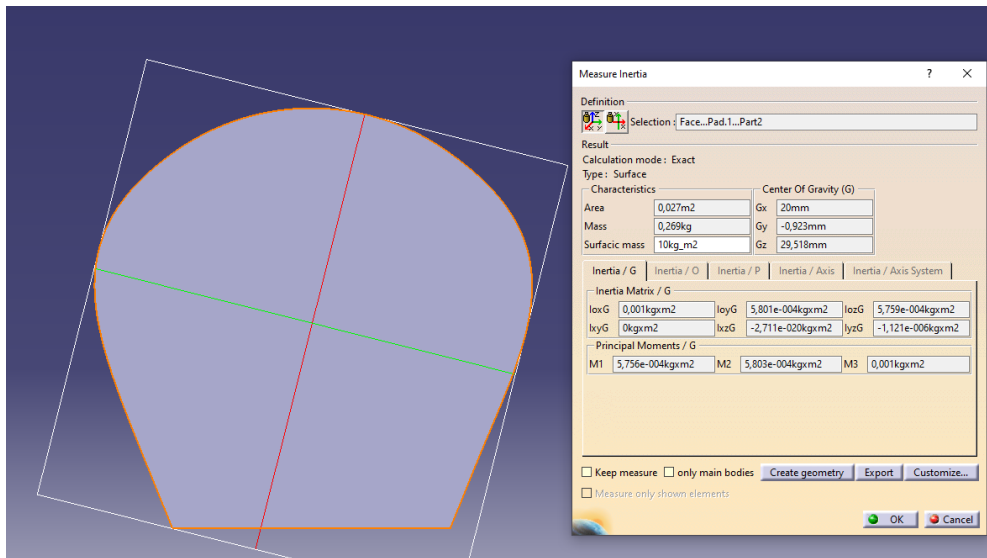 Measure Inertia ? X
Definition
Selection : Face...Pad.1...Part2
Result
Calculation mode : Exact
Type : Surface
Characteristics Center Of Gravity (G)
Area 0,027m2 Gx 20mm
Mass 0,269kg Gy -0,923mm
Surfacic mass 10kg_m2 Gz 29,518mm
Inertia / G Inertia / O Inertia / P Inertia / Axis Inertia / Axis System
Inertia Matrix / G
IoxG 0,001kgxm2 IoyG 5,801e-004kgxm2 IozG 5,759e-004kgxm2
IxyG 0kgxm2 IxzG -2,711e-020kgxm2 IyzG -1,121e-006kgxm2
Principal Moments / G
M1 5,756e-004kgxm2 M2 5,803e-004kgxm2 M3 0,001kgxm2
Keep measure only main bodies Create geometry Export Customize...
Measure only shown elements
OK Cancel